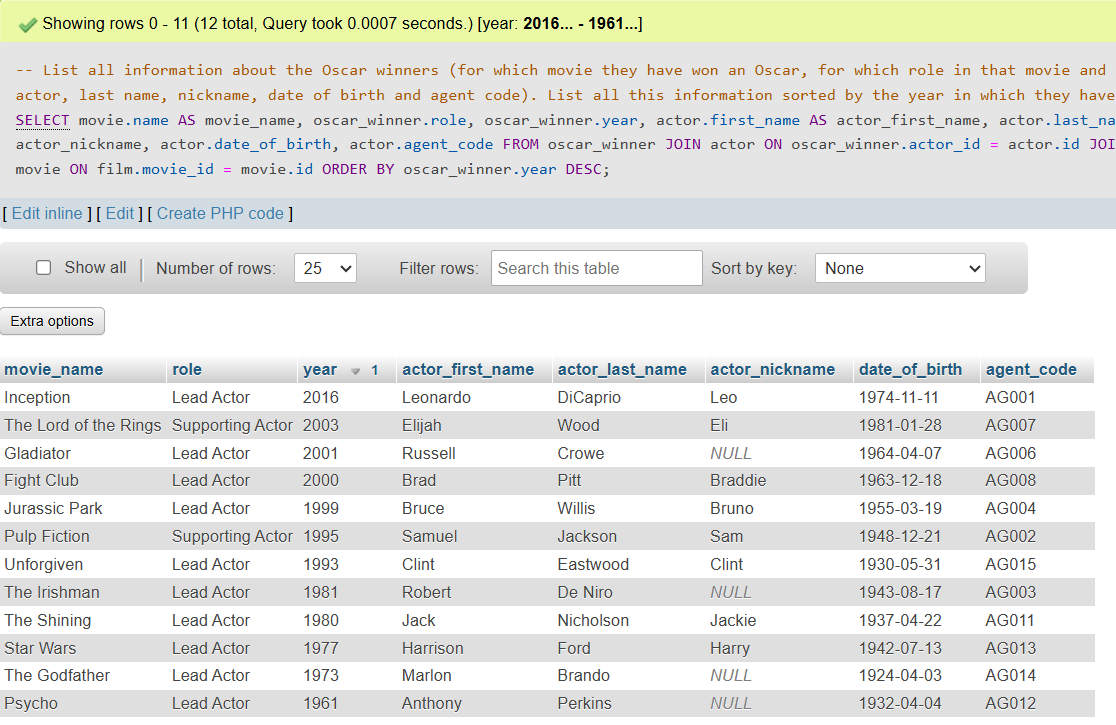 Showing rows 0 - 11 (12 total, Query took 0.0007 seconds.) [year: 2016... - 1961...]
-- List all information about the Oscar winners (for which movie they have won an Oscar, for which role in that movie and
actor, last name, nickname, date of birth and agent code). List all this information sorted by the year in which they have
SELECT movie.name AS movie_name, oscar_winner.role, oscar_winner.year, actor.first_name AS actor_first_name, actor.last_na
actor_nickname, actor.date_of_birth, actor.agent_code FROM oscar_winner JOIN actor ON oscar_winner.actor_id = actor.id JOI
movie ON film.movie_id = movie.id ORDER BY oscar_winner.year DESC;
[ Edit inline ] [ Edit ] [ Create PHP code ]
Show all | Number of rows: 25 Filter rows: Search this table Sort by key: None
Extra options
movie_name role year 1 actor_first_name actor_last_name actor_nickname date_of_birth agent_code
Inception Lead Actor 2016 Leonardo DiCaprio Leo 1974-11-11 AG001
The Lord of the Rings Supporting Actor 2003 Elijah Wood Eli 1981-01-28 AG007
Gladiator Lead Actor 2001 Russell Crowe NULL 1964-04-07 AG006
Fight Club Lead Actor 2000 Brad Pitt Braddie 1963-12-18 AG008
Jurassic Park Lead Actor 1999 Bruce Willis Bruno 1955-03-19 AG004
Pulp Fiction Supporting Actor 1995 Samuel Jackson Sam 1948-12-21 AG002
Unforgiven Lead Actor 1993 Clint Eastwood Clint 1930-05-31 AG015
The Irishman Lead Actor 1981 Robert De Niro NULL 1943-08-17 AG003
The Shining Lead Actor 1980 Jack Nicholson Jackie 1937-04-22 AG011
Star Wars Lead Actor 1977 Harrison Ford Harry 1942-07-13 AG013
The Godfather Lead Actor 1973 Marlon Brando NULL 1924-04-03 AG014
Psycho Lead Actor 1961 Anthony Perkins NULL 1932-04-04 AG012